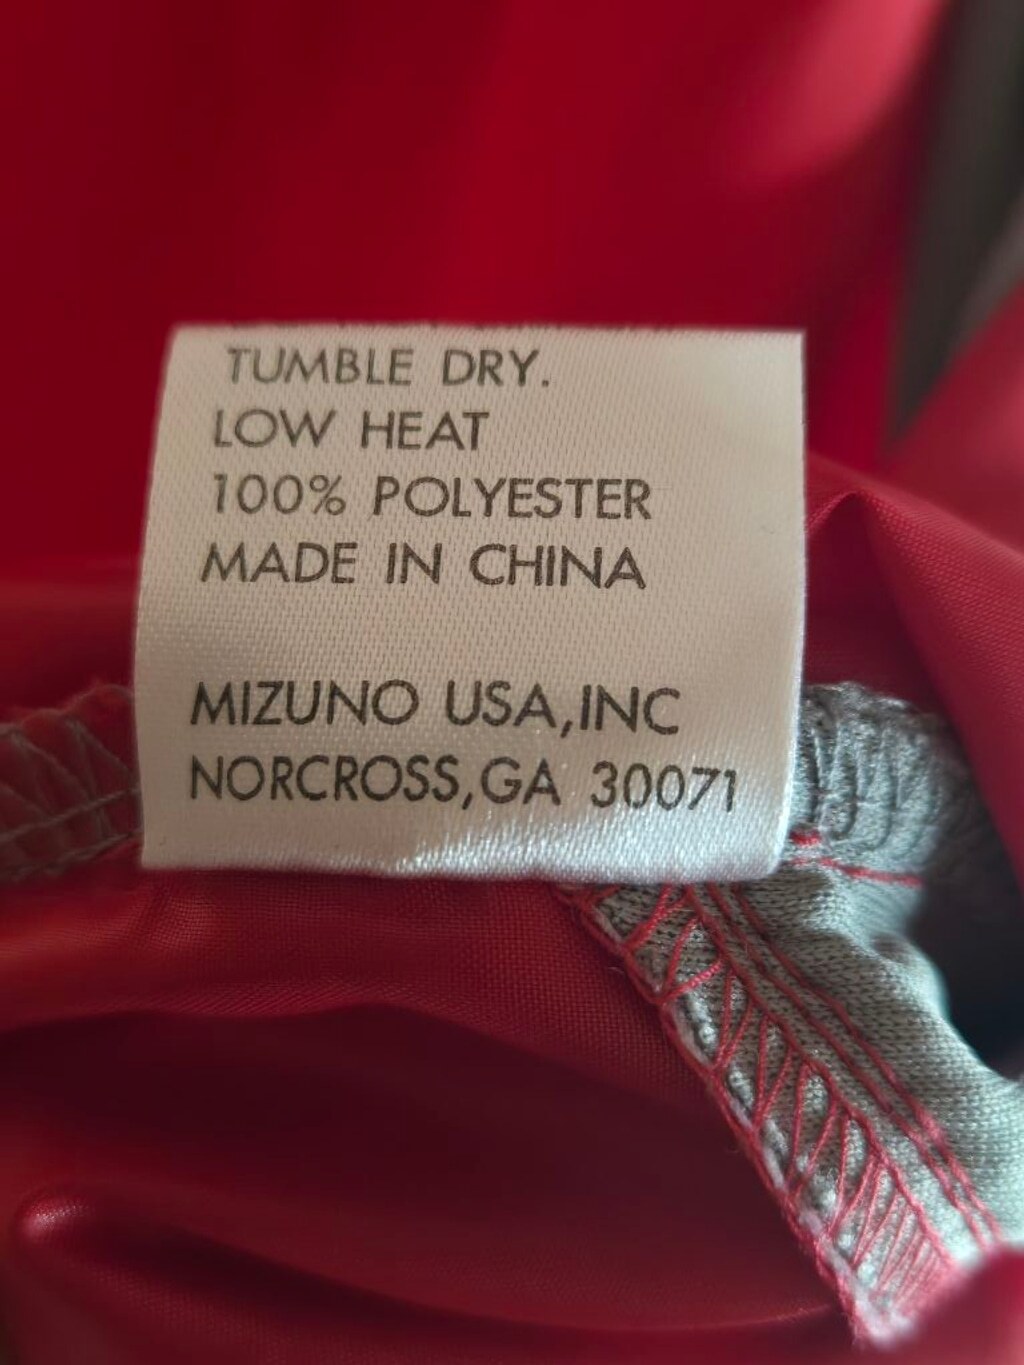 TUMBLE DRY.
LOW HEAT
100% POLYESTER
MADE IN CHINA
MIZUNO USA,INC
NORCROSS,GA 30071